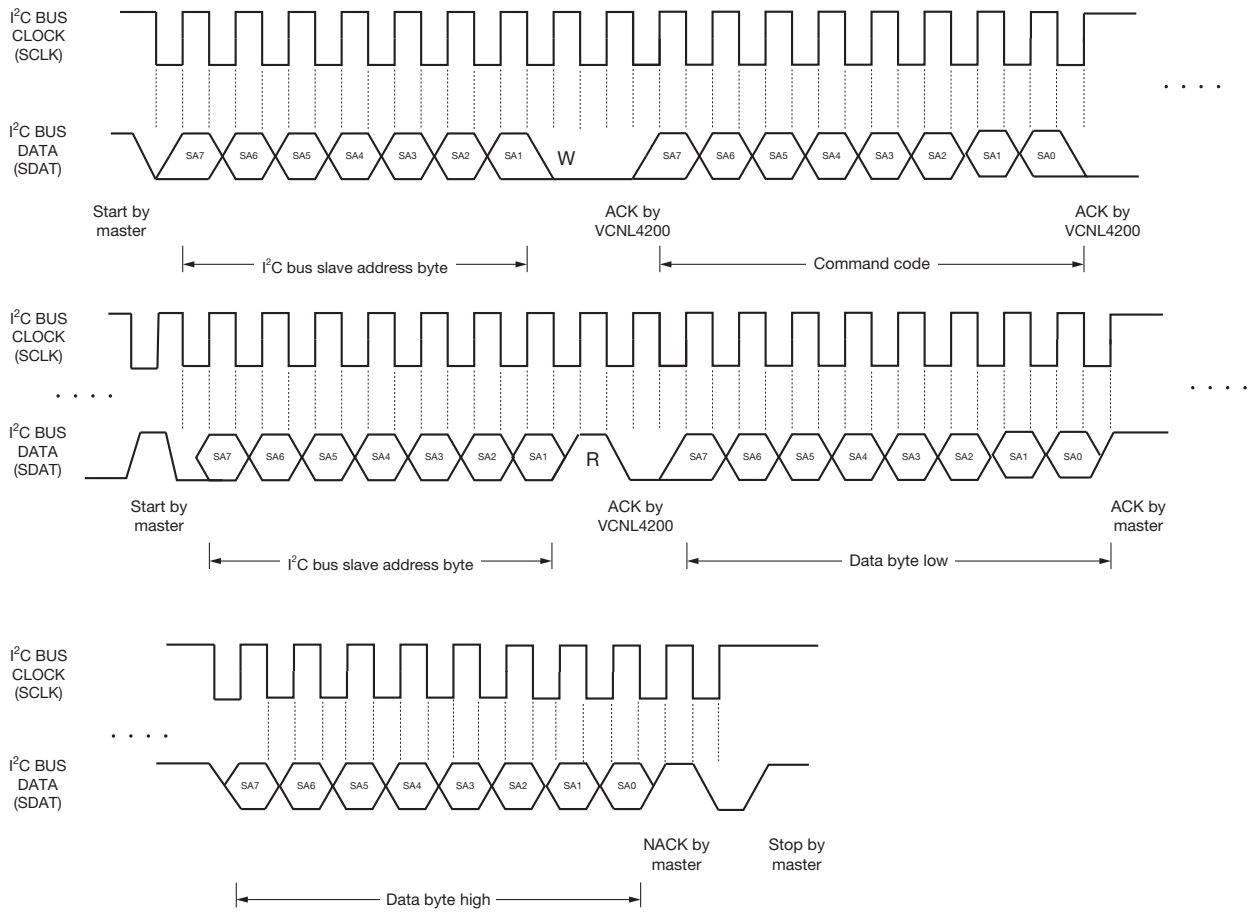 I²C BUS
CLOCK
(SCLK)
. . . .
I²C BUS
DATA
(SDAT)
SA7 SA6 SA5 SA4 SA3 SA2 SA1 W SA7 SA6 SA5 SA4 SA3 SA2 SA1 SA0
Start by
master
ACK by
VCNL4200
ACK by
VCNL4200
I²C bus slave address byte
Command code
I²C BUS
CLOCK
(SCLK)
. . . .
. . . .
I²C BUS
DATA
(SDAT)
SA7 SA6 SA5 SA4 SA3 SA2 SA1 R SA7 SA6 SA5 SA4 SA3 SA2 SA1 SA0
Start by
master
ACK by
VCNL4200
ACK by
master
I²C bus slave address byte
Data byte low
I²C BUS
CLOCK
(SCLK)
. . . .
I²C BUS
DATA
(SDAT)
SA7 SA6 SA5 SA4 SA3 SA2 SA1 SA0
NACK by
master
Stop by
master
Data byte high